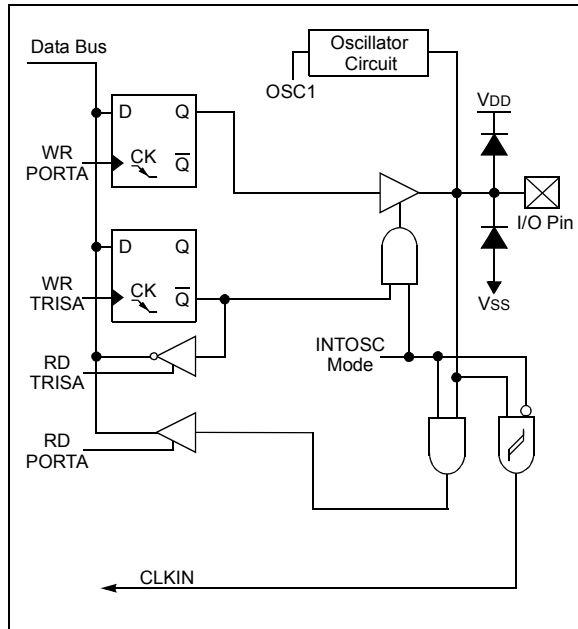 Data Bus
Oscillator
Circuit
OSC1
VDD
D Q
CK
Q
WR
PORTA
I/O Pin
D Q
WR
TRISA
CK
Q
VSS
RD
TRISA
INTOSC
Mode
RD
PORTA
CLKIN